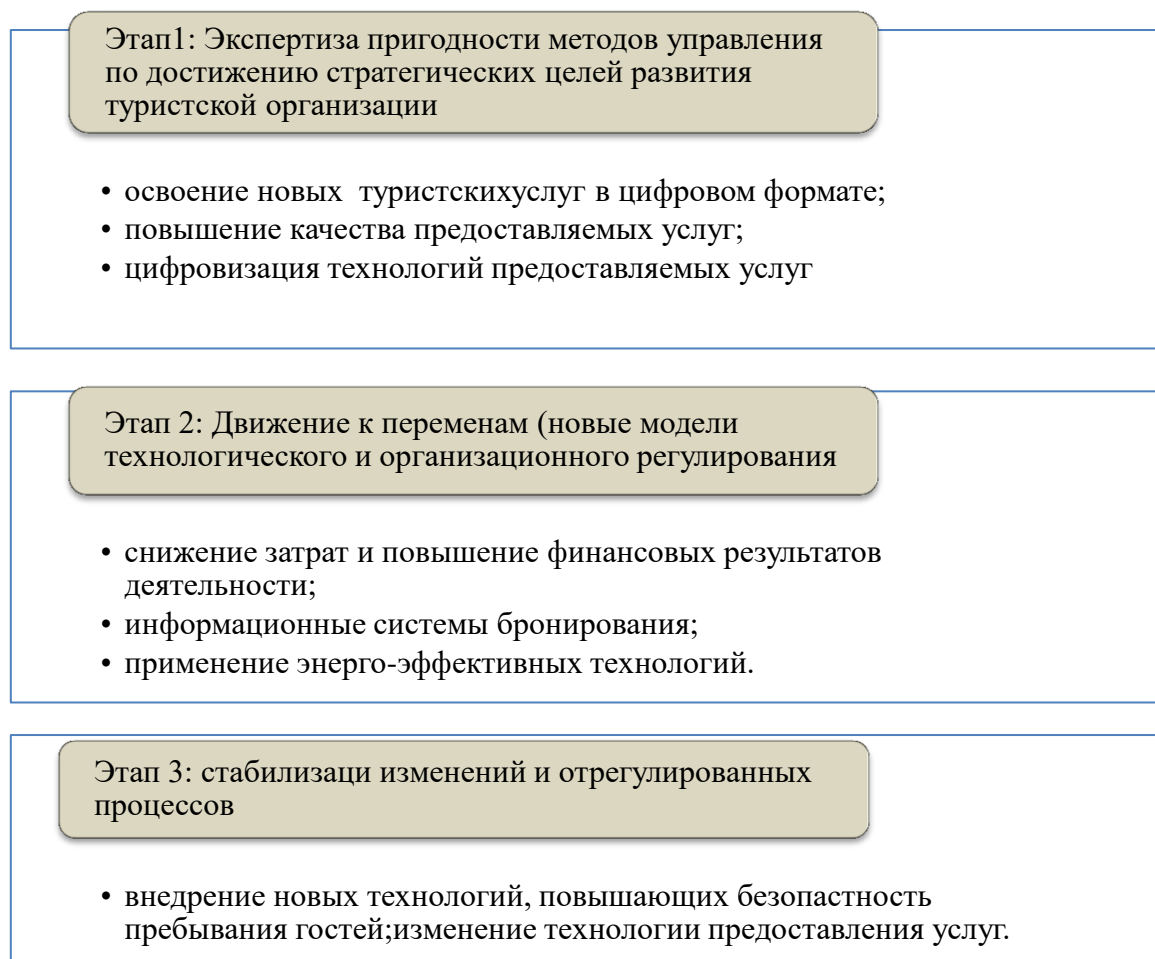 Этап1: Экспертиза пригодности методов управления
по достижению стратегических целей развития
туристской организации
• освоение новых туристскихуслуг в цифровом формате;
• повышение качества предоставляемых услуг;
• цифровизация технологий предоставляемых услуг
Этап 2: Движение к переменам (новые модели
технологического и организационного регулирования
• снижение затрат и повышение финансовых результатов
деятельности;
• информационные системы бронирования;
• применение энерго-эффективных технологий.
Этап 3: стабилизаци изменений и отрегулированных
процессов
• внедрение новых технологий, повышающих безопастность
пребывания гостей;изменение технологии предоставления услуг.